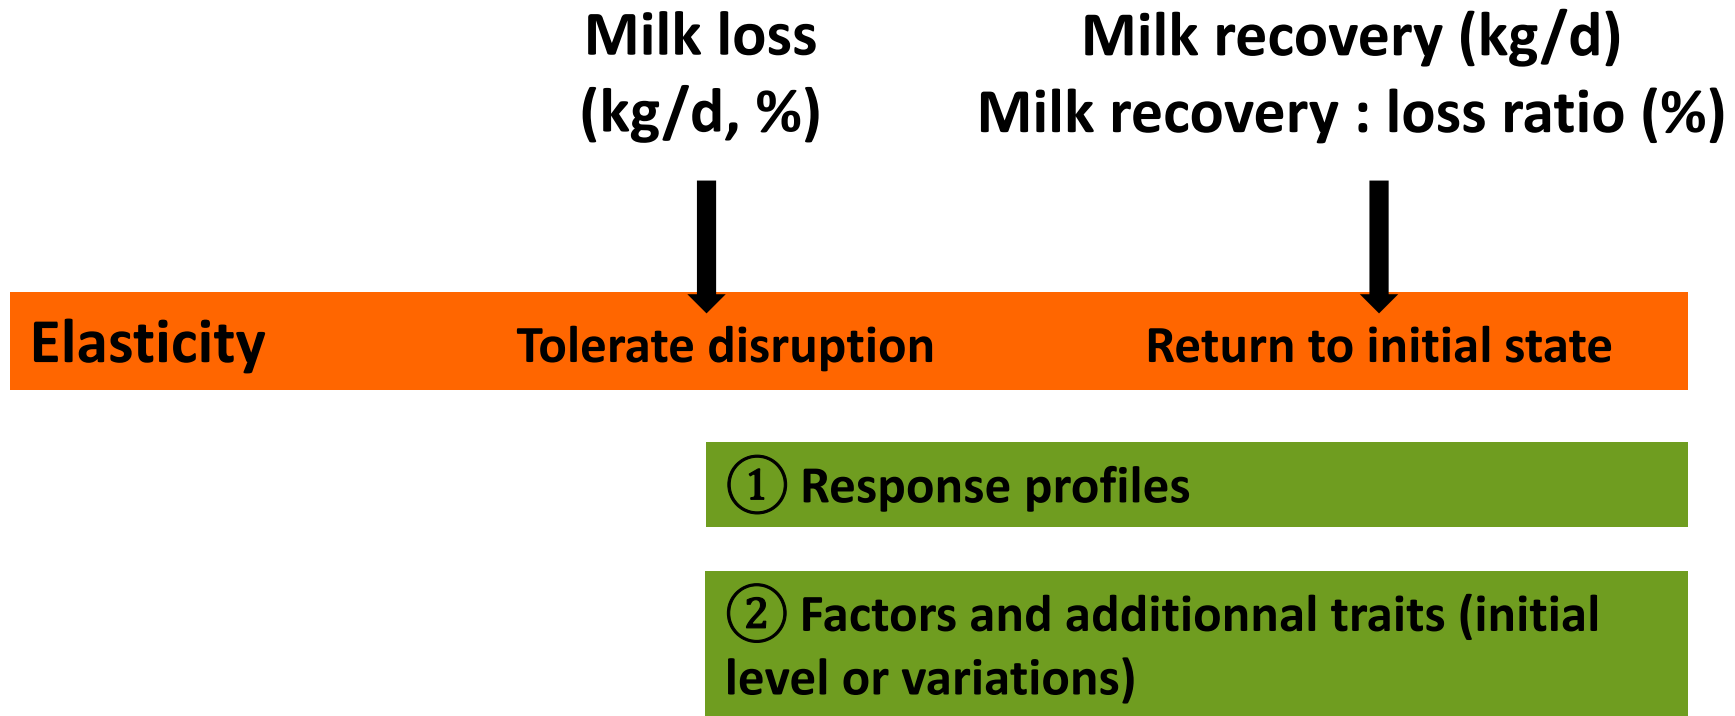 Milk loss
(kg/d, %)
Milk recovery (kg/d)
Milk recovery : loss ratio (%)
Elasticity
Tolerate disruption
Return to initial state
① Response profiles
② Factors and additionnal traits (initial
level or variations)